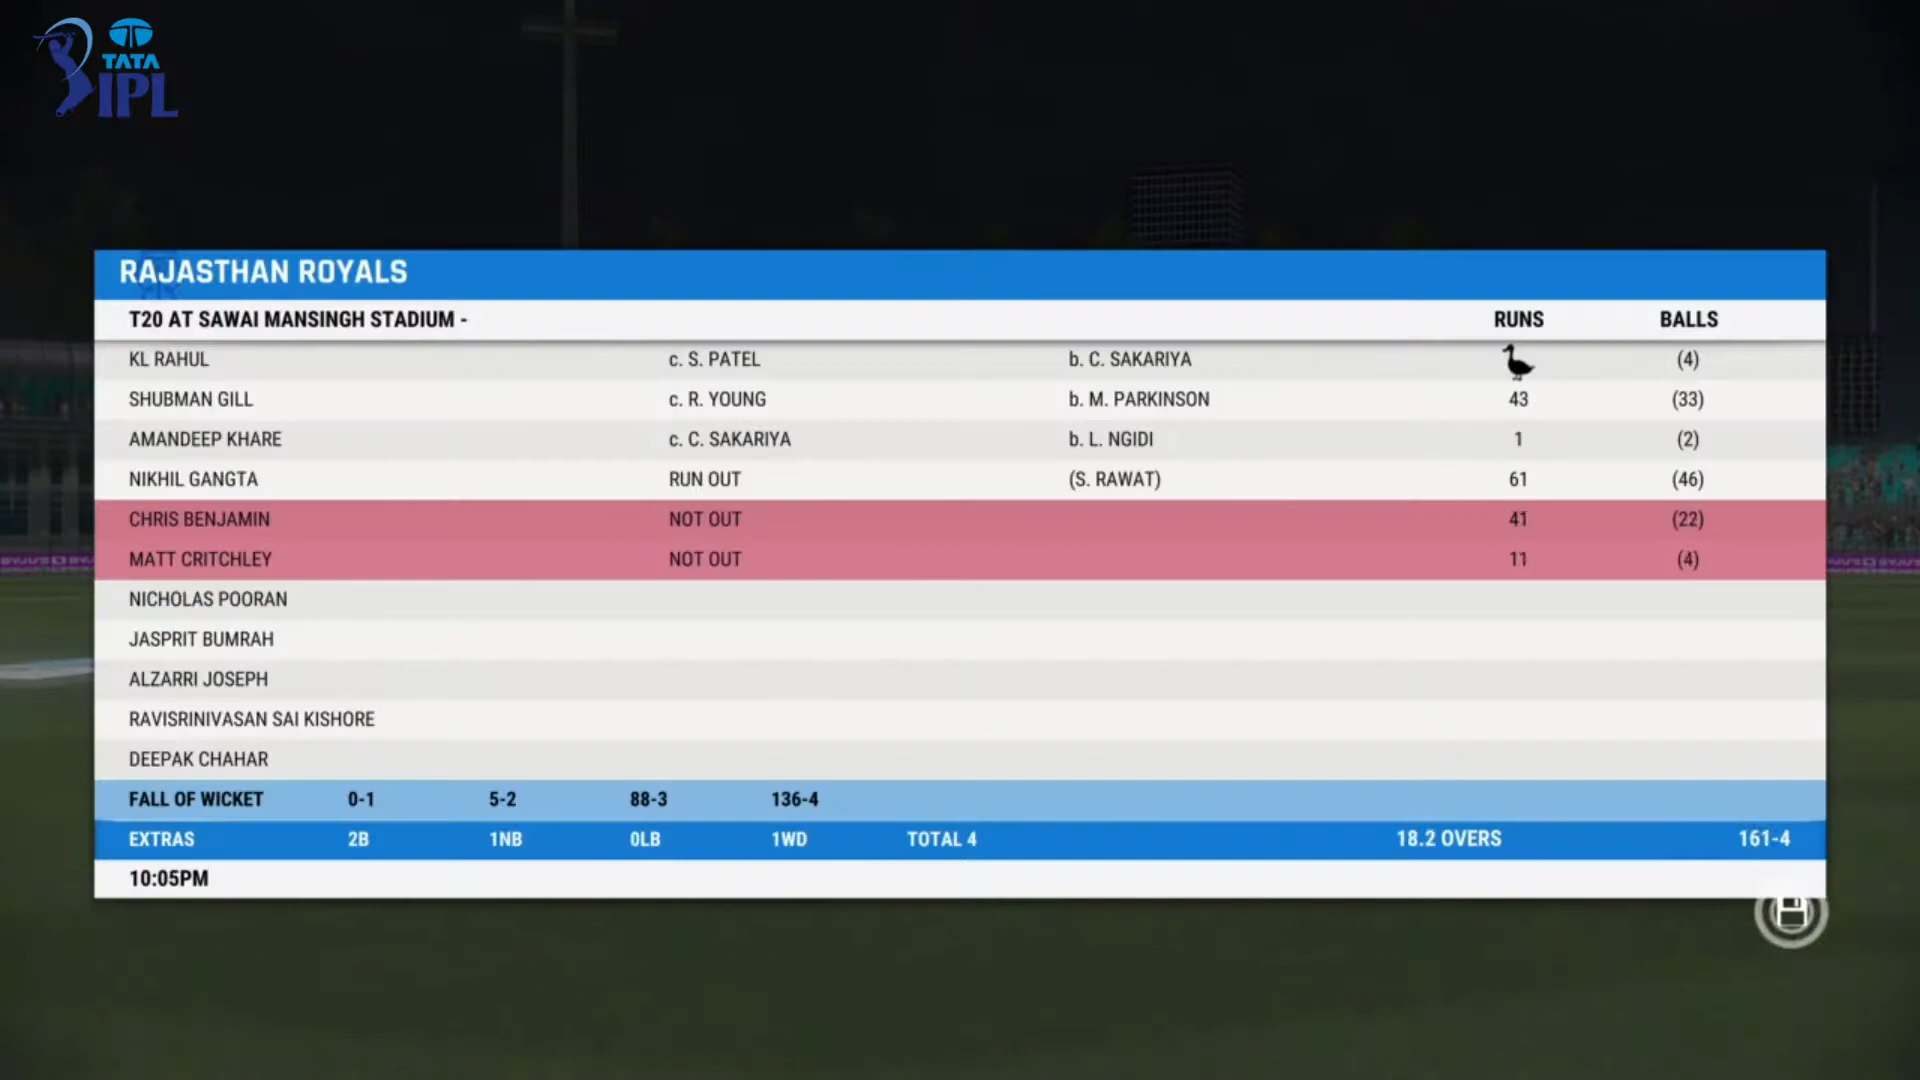 TATA
IPL
RAJASTHAN ROYALS
T20 AT SAWAI MANSINGH STADIUM - RUNS BALLS
KL RAHUL c. S. PATEL b. C. SAKARIYA (4)
SHUBMAN GILL c. R. YOUNG b. M. PARKINSON 43 (33)
AMANDEEP KHARE c. C. SAKARIYA b. L. NGIDI 1 (2)
NIKHIL GANGTA RUN OUT (S. RAWAT) 61 (46)
CHRIS BENJAMIN NOT OUT 41 (22)
MATT CRITCHLEY NOT OUT 11 (4)
NICHOLAS POORAN
JASPRIT BUMRAH
ALZARRI JOSEPH
RAVISRINIVASAN SAI KISHORE
DEEPAK CHAHAR
FALL OF WICKET 0-1 5-2 88-3 136-4
EXTRAS 2B 1NB 0LB 1WD TOTAL 4 18.2 OVERS 161-4
10:05PM